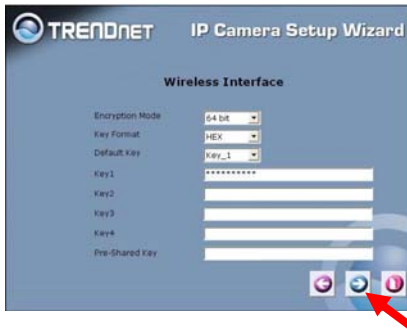 TRENDNET IP Camera Setup Wizard
Wireless Interface
Encryption Mode 64 bit
Key Format HEX
Default Key Key_1
Key1 **********
Key2
Key3
Key4
Pre-Shared Key